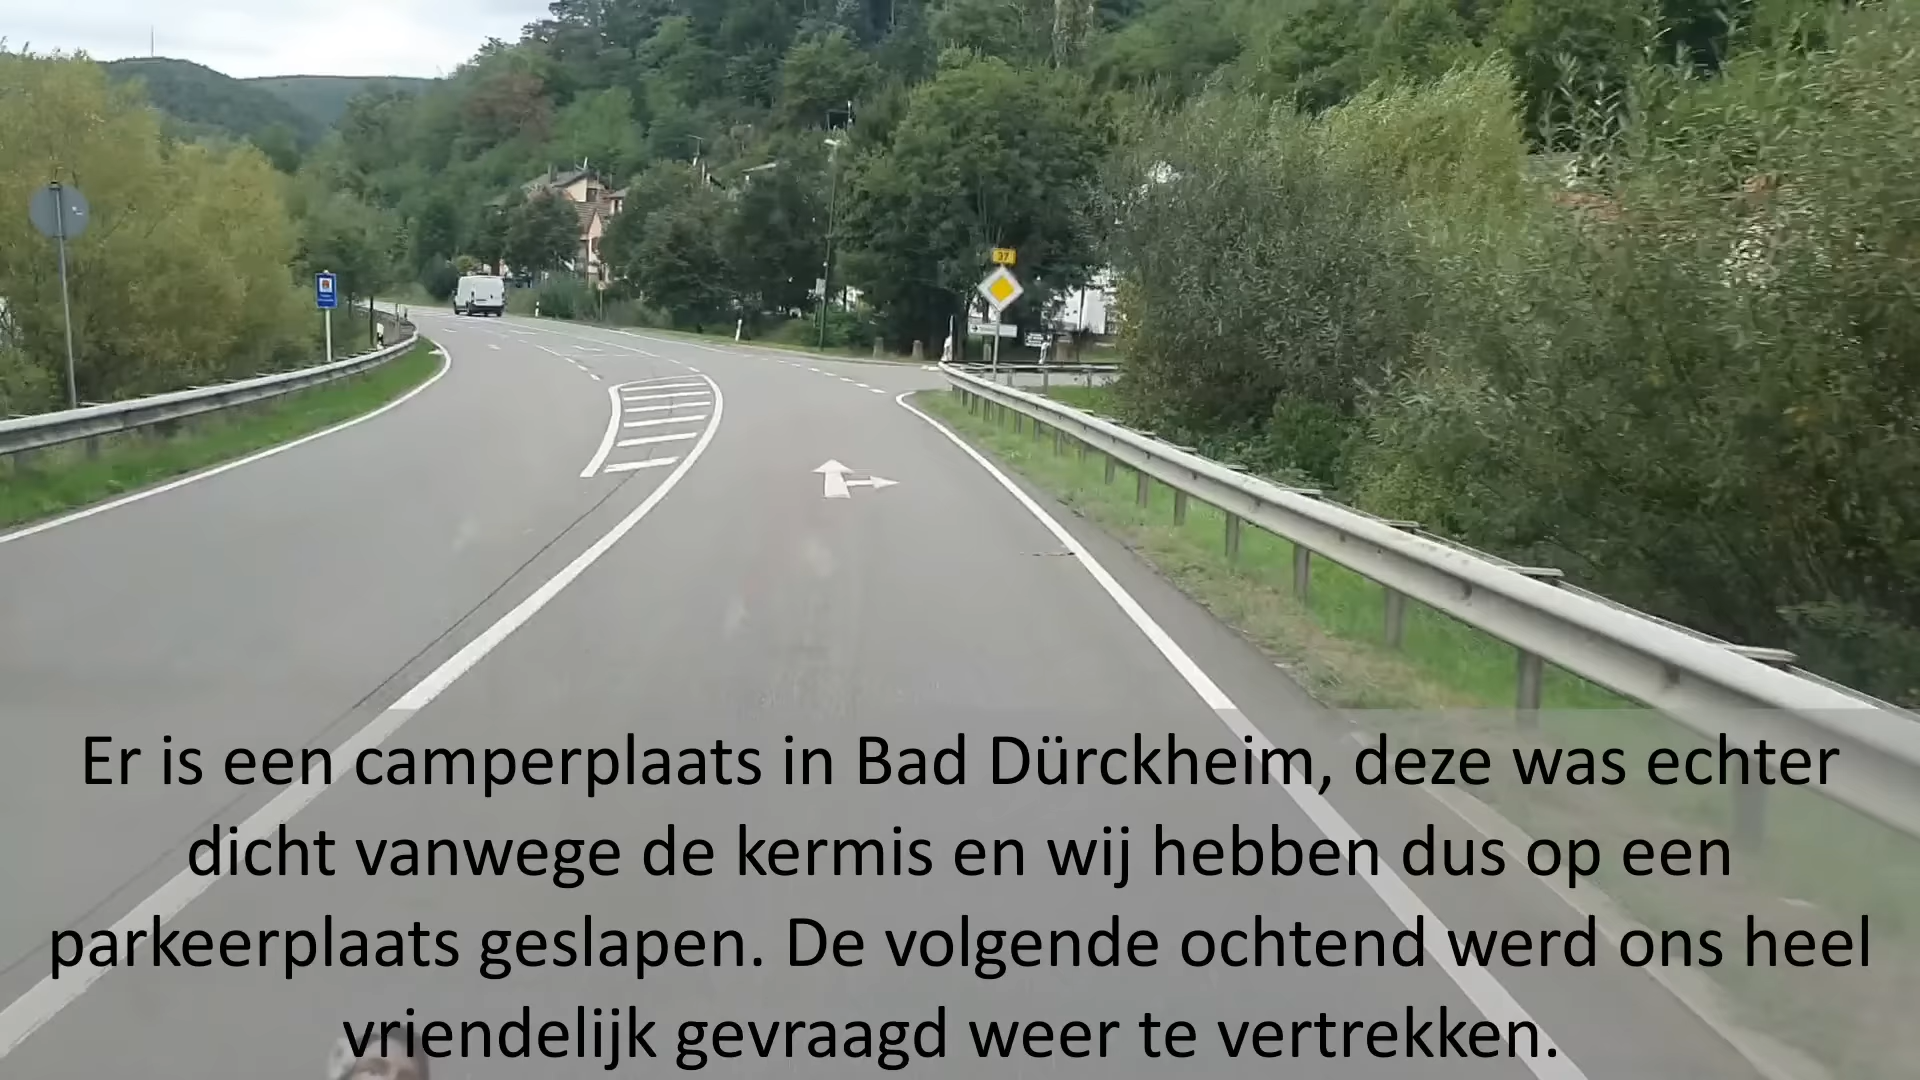 37
Er is een camperplaats in Bad Dürckheim, deze was echter
dicht vanwege de kermis en wij hebben dus op een
parkeerplaats geslapen. De volgende ochtend werd ons heel
vriendelijk gevraagd weer te vertrekken.